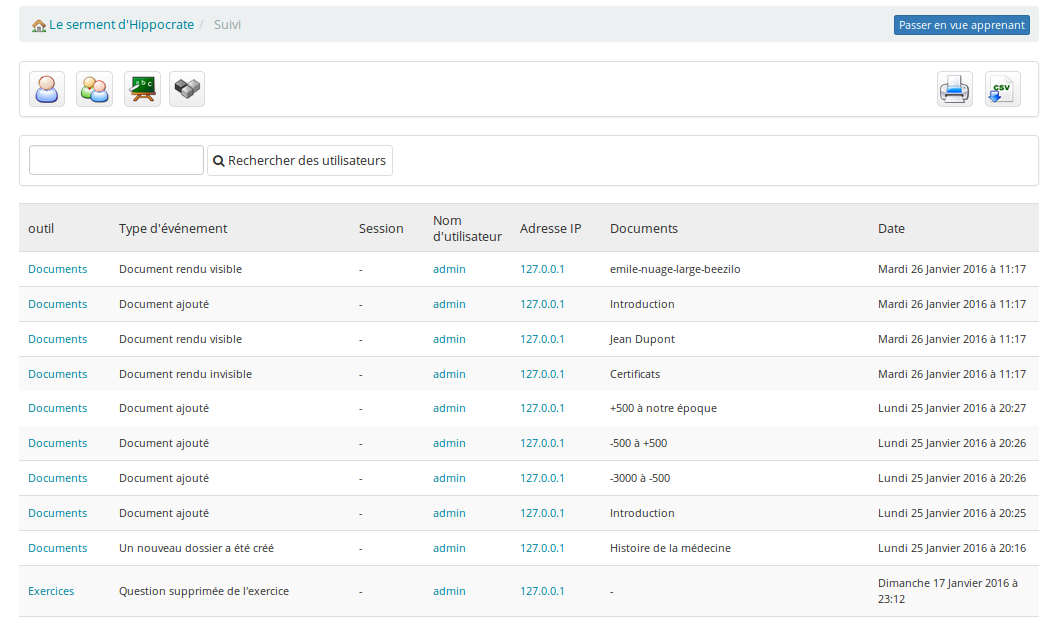 Le serment d'Hippocrate / Suivi Passer en vue apprenant
a b c CSV
Rechercher des utilisateurs
outil Type d'événement Session Nom d'utilisateur Adresse IP Documents Date
Documents Document rendu visible - admin 127.0.0.1 emile-nuage-large-beezilo Mardi 26 Janvier 2016 à 11:17
Documents Document ajouté - admin 127.0.0.1 Introduction Mardi 26 Janvier 2016 à 11:17
Documents Document rendu visible - admin 127.0.0.1 Jean Dupont Mardi 26 Janvier 2016 à 11:17
Documents Document rendu invisible - admin 127.0.0.1 Certificats Mardi 26 Janvier 2016 à 11:17
Documents Document ajouté - admin 127.0.0.1 +500 à notre époque Lundi 25 Janvier 2016 à 20:27
Documents Document ajouté - admin 127.0.0.1 -500 à +500 Lundi 25 Janvier 2016 à 20:26
Documents Document ajouté - admin 127.0.0.1 -3000 à -500 Lundi 25 Janvier 2016 à 20:26
Documents Document ajouté - admin 127.0.0.1 Introduction Lundi 25 Janvier 2016 à 20:25
Documents Un nouveau dossier a été créé - admin 127.0.0.1 Histoire de la médecine Lundi 25 Janvier 2016 à 20:16
Exercices Question supprimée de l'exercice - admin 127.0.0.1 - Dimanche 17 Janvier 2016 à 23:12